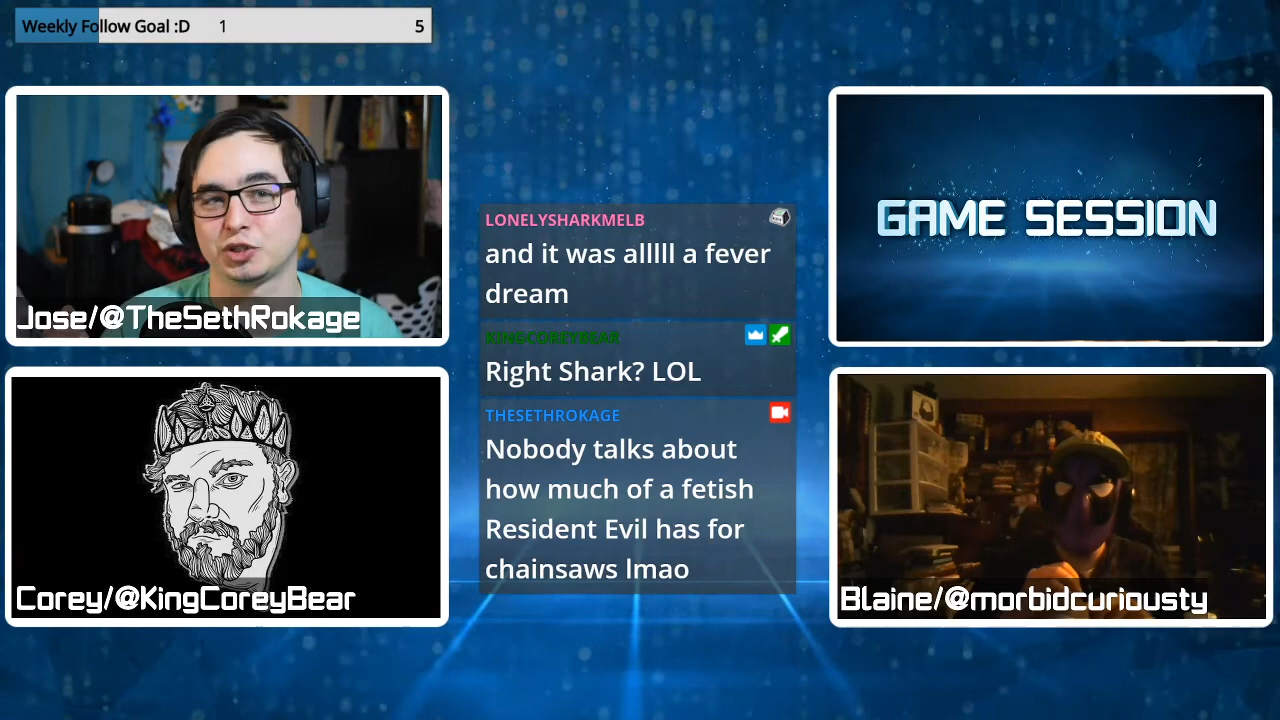 Weekly Follow Goal :D 1 5
GAME SESSION
LONELYSHARKMELB
and it was alllll a fever
dream
KINGCOREYBEAR
Right Shark? LOL
THESETHROKAGE
Nobody talks about
how much of a fetish
Resident Evil has for
chainsaws lmao
Jose/@TheSethRokage
Corey/@KingCoreyBear
Blaine/@morbidcuriousty